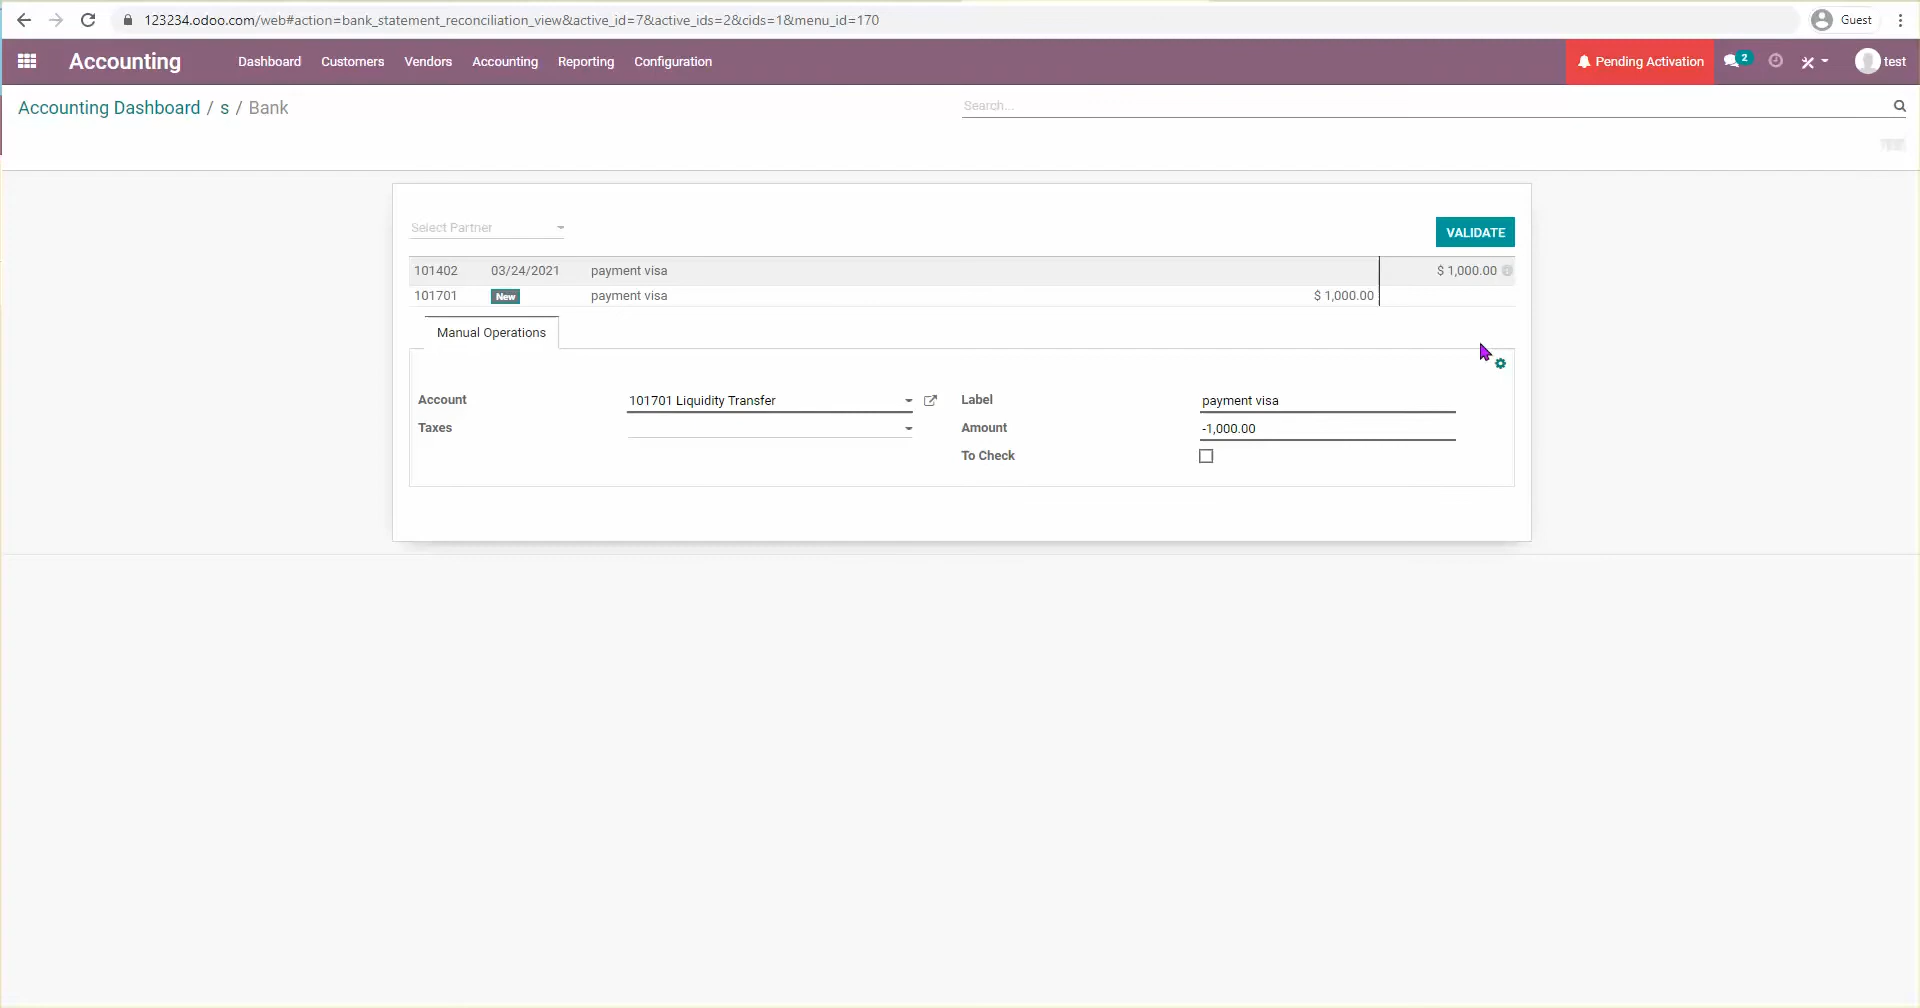 123234.odoo.com/web#action=bank_statement_reconciliation_view&active_id=7&active_ids=2&cids=1&menu_id=170
Guest
Accounting
Dashboard Customers Vendors Accounting Reporting Configuration
Pending Activation 2 test
Accounting Dashboard / s / Bank
Search...
Select Partner
VALIDATE
101402 03/24/2021 payment visa $ 1,000.00
101701 New payment visa $ 1,000.00
Manual Operations
Account 101701 Liquidity Transfer Label payment visa
Taxes Amount -1,000.00
To Check